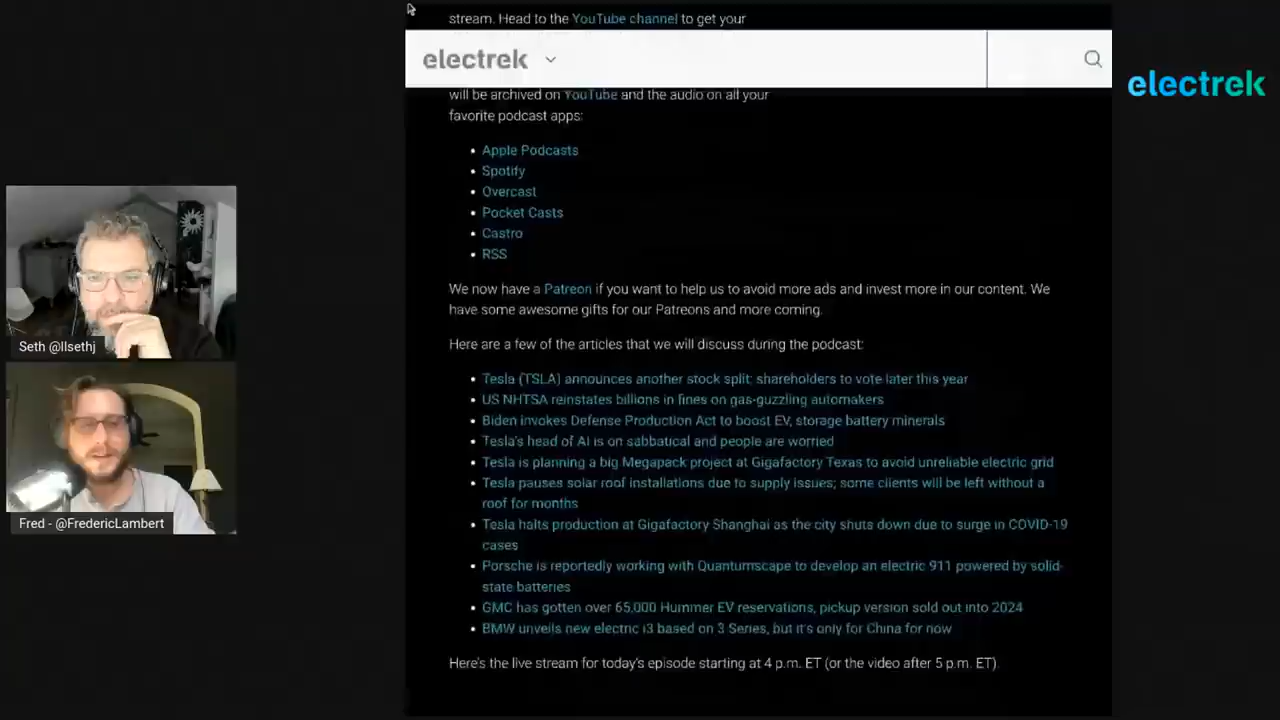 stream. Head to the YouTube channel to get your
electrek
electrek
will be archived on YouTube and the audio on all your
favorite podcast apps:
Apple Podcasts
Spotify
Overcast
Pocket Casts
Castro
RSS
We now have a Patreon if you want to help us to avoid more ads and invest more in our content. We
have some awesome gifts for our Patreons and more coming.
Here are a few of the articles that we will discuss during the podcast:
Tesla (TSLA) announces another stock split; shareholders to vote later this year
US NHTSA reinstates billions in fines on gas-guzzling automakers
Biden invokes Defense Production Act to boost EV, storage battery minerals
Tesla's head of AI is on sabbatical and people are worried
Tesla is planning a big Megapack project at Gigafactory Texas to avoid unreliable electric grid
Tesla pauses solar roof installations due to supply issues; some clients will be left without a
roof for months
Tesla halts production at Gigafactory Shanghai as the city shuts down due to surge in COVID-19
cases
Porsche is reportedly working with Quantumscape to develop an electric 911 powered by solid-
state batteries
GMC has gotten over 65,000 Hummer EV reservations, pickup version sold out into 2024
BMW unveils new electric i3 based on 3 Series, but it's only for China for now
Here's the live stream for today's episode starting at 4 p.m. ET (or the video after 5 p.m. ET).
Seth @llsethj
Fred - @FredericLambert